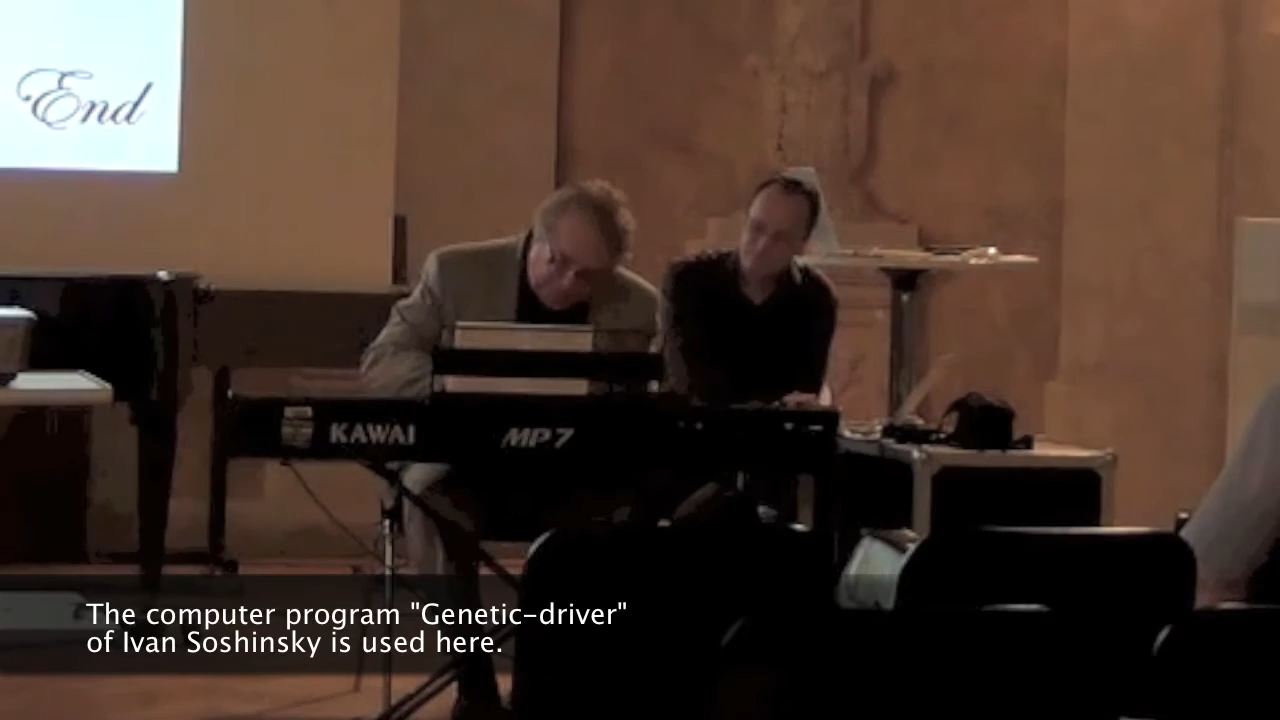 End
KAWAI
MP7
The computer program "Genetic-driver"
of Ivan Soshinsky is used here.